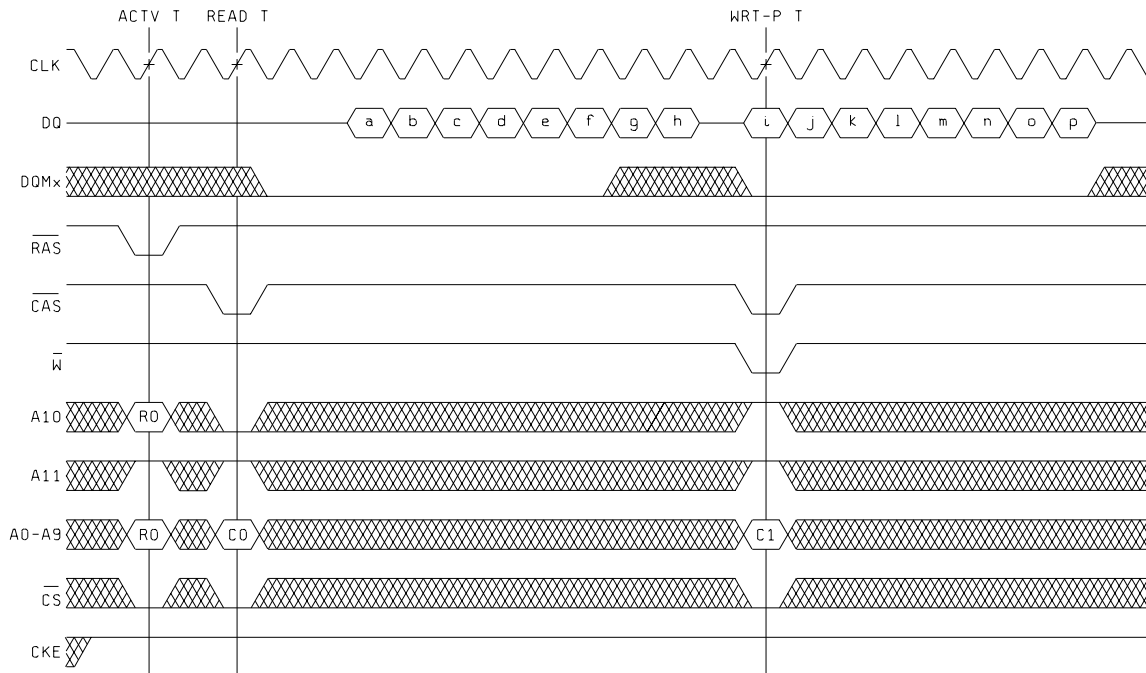 ACTV T READ T WRT-P T
CLK
DQ a b c d e f g h i j k l m n o p
DQMx
RAS
CAS
W
A10 R0
A11
A0-A9 R0 C0 C1
CS
CKE